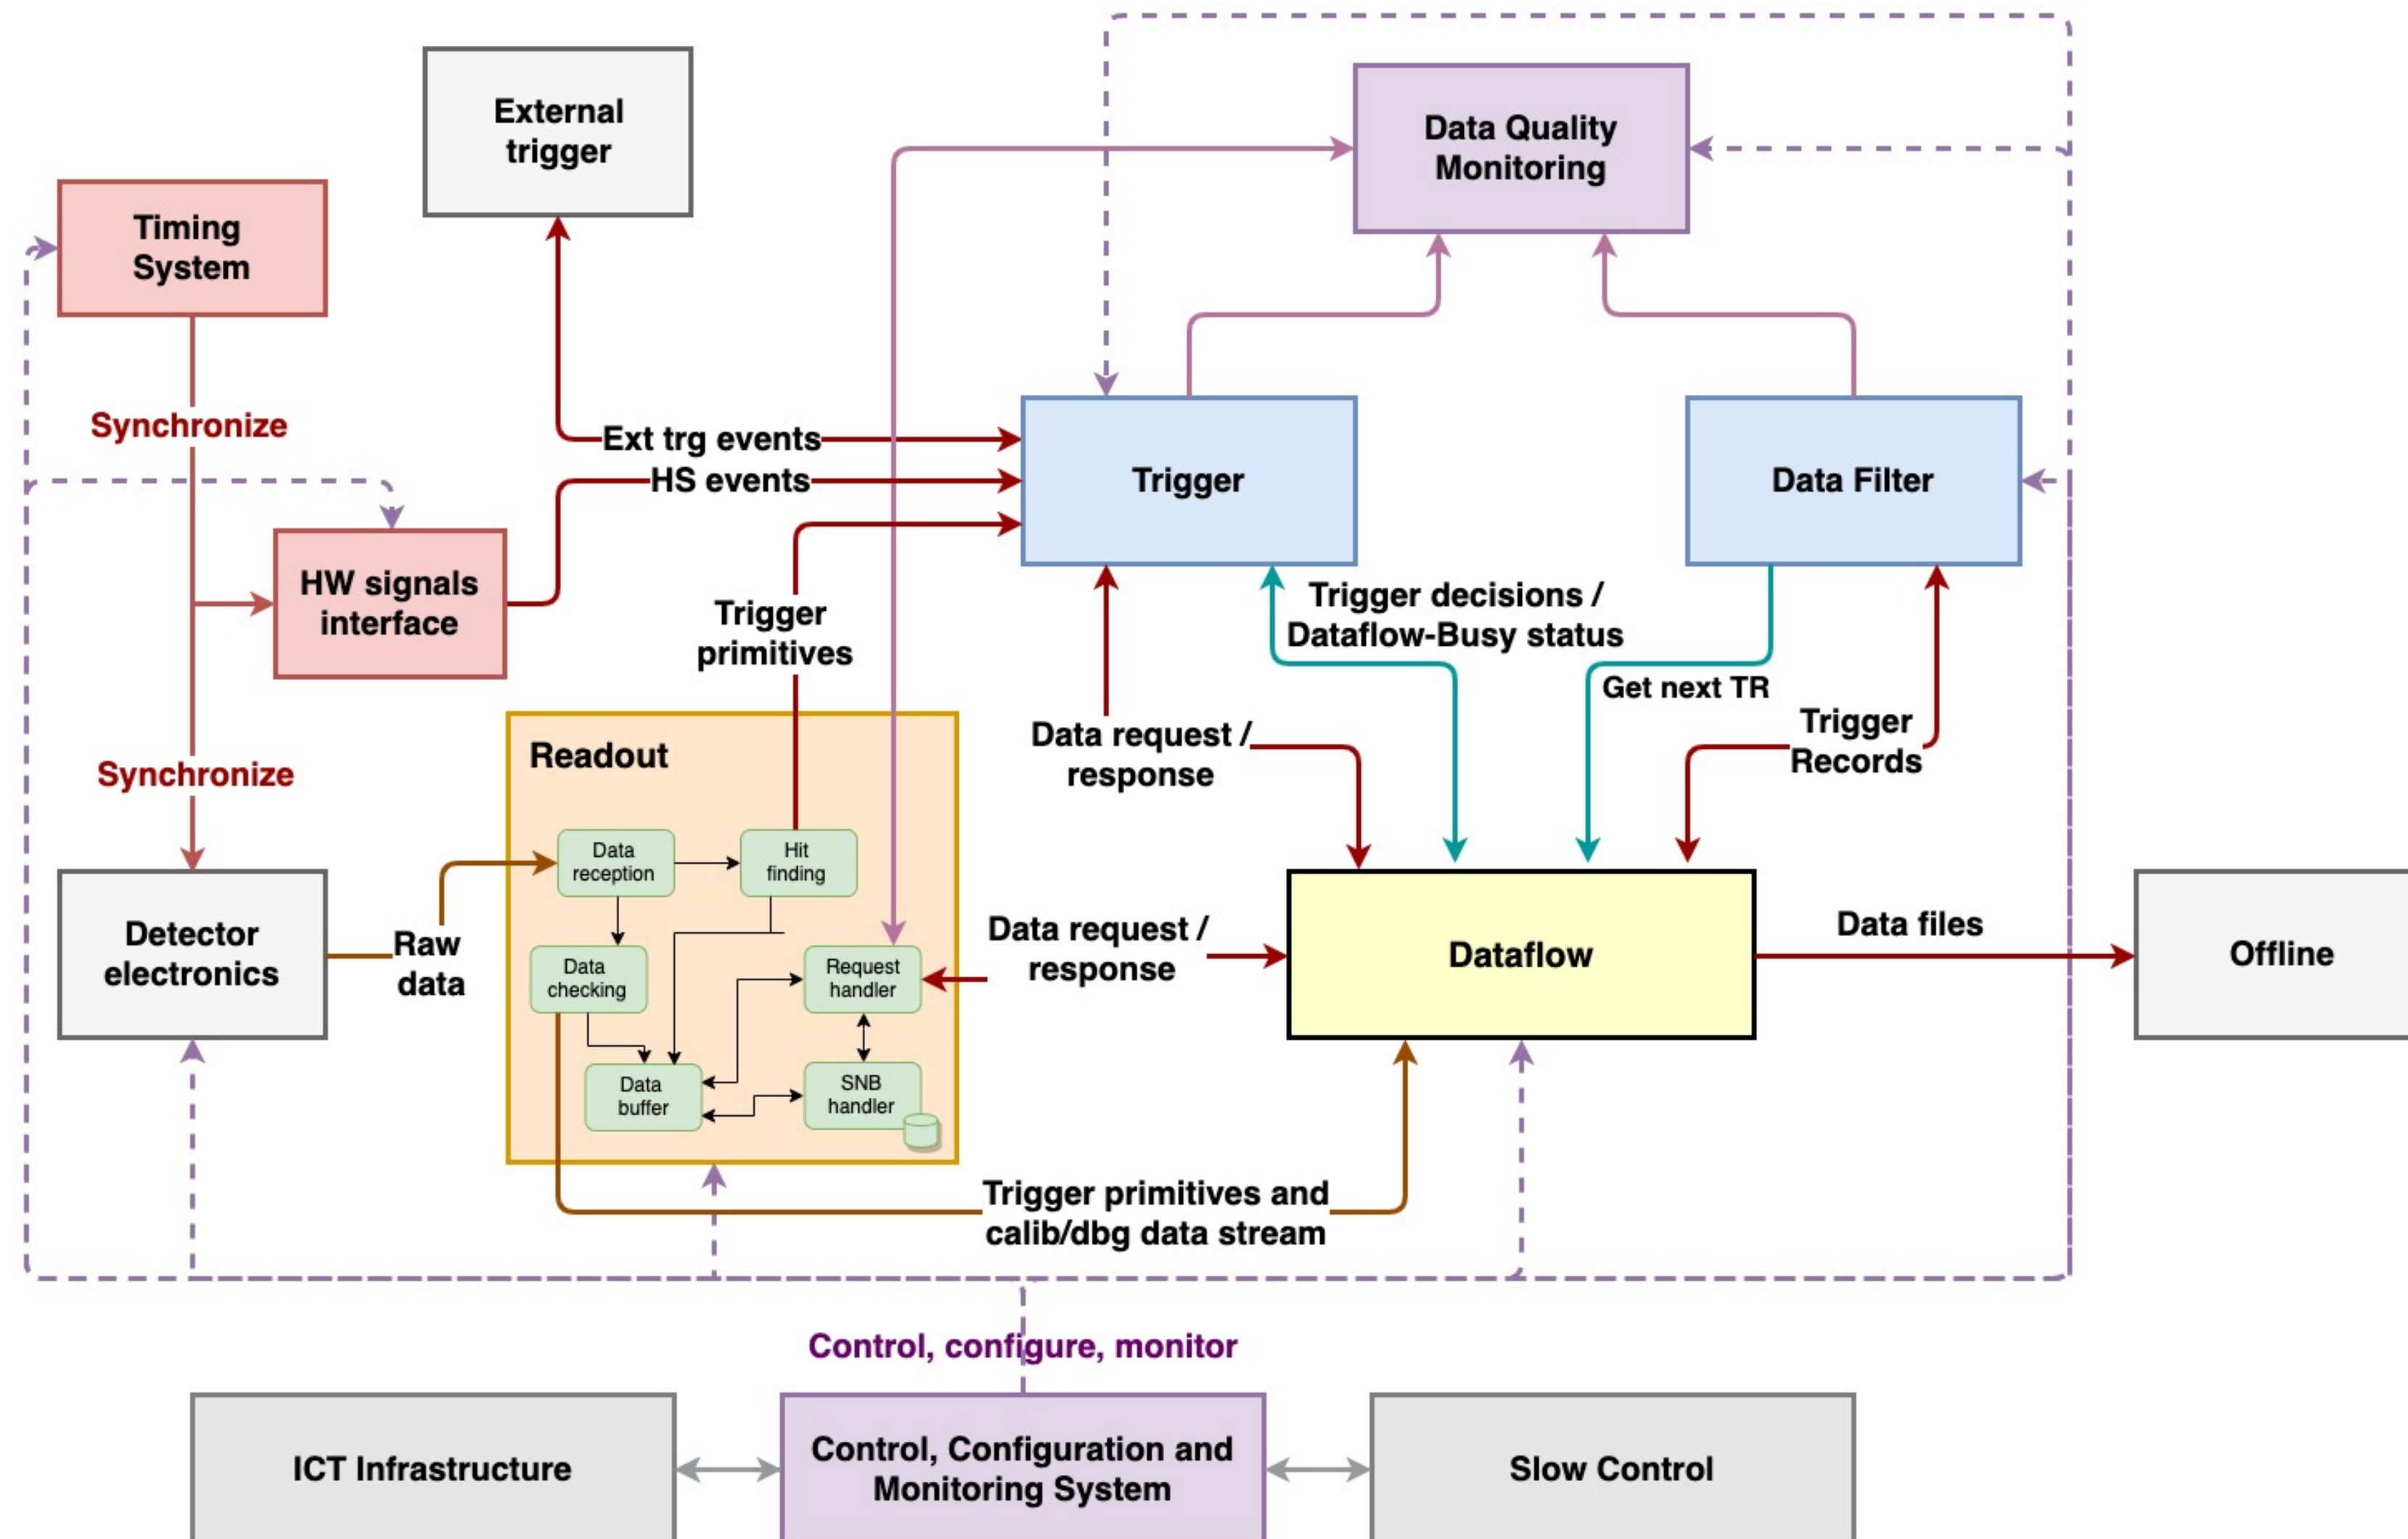 External
trigger
Data Quality
Monitoring
Timing
System
Synchronize
Ext trg events
HS events
Trigger
Data Filter
HW signals
interface
Trigger
primitives
Trigger decisions /
Dataflow-Busy status
Get next TR
Trigger
Records
Data request /
response
Synchronize
Readout
Data
reception
Hit
finding
Detector
electronics
Raw
data
Data
checking
Request
handler
Data request /
response
Dataflow
Data files
Offline
Data
buffer
SNB
handler
Trigger primitives and
calib/dbg data stream
Control, configure, monitor
ICT Infrastructure
Control, Configuration and
Monitoring System
Slow Control